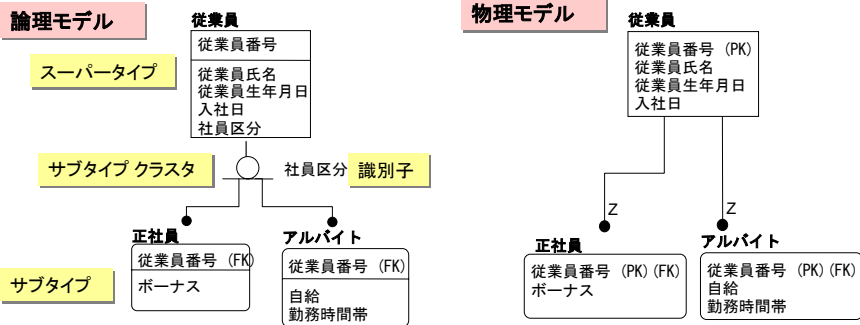 論理モデル
スーパータイプ
従業員
従業員番号
従業員氏名
従業員生年月日
入社日
社員区分
サブタイプ クラスタ
社員区分
識別子
サブタイプ
正社員
従業員番号 (FK)
ボーナス
アルバイト
従業員番号 (FK)
自給
勤務時間帯
物理モデル
従業員
従業員番号 (PK)
従業員氏名
従業員生年月日
入社日
Z
Z
正社員
従業員番号 (PK)(FK)
ボーナス
アルバイト
従業員番号 (PK)(FK)
自給
勤務時間帯